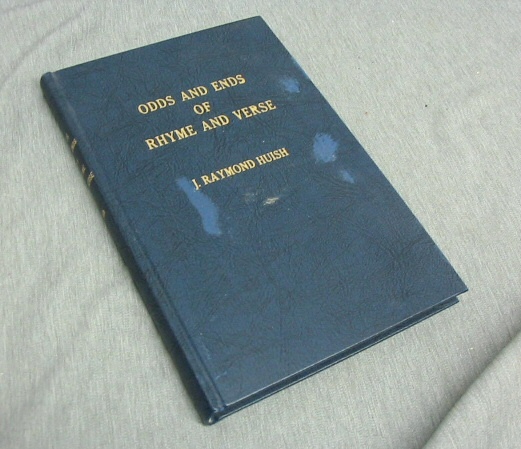 ODDS AND ENDS
OF
RHYME AND VERSE
J. RAYMOND HUISH